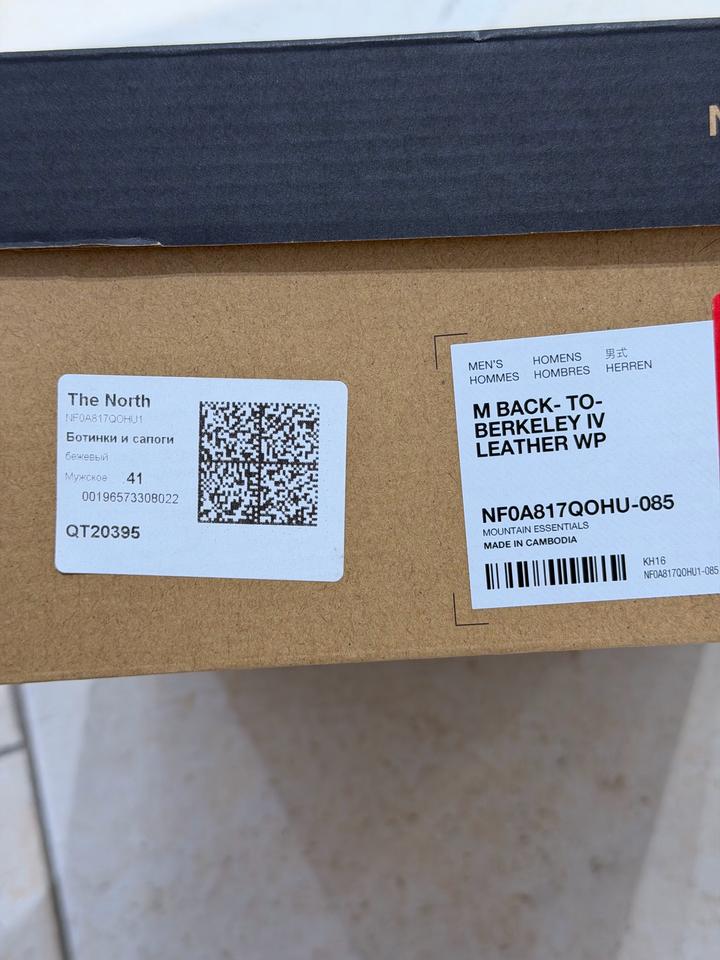 The North
NF0A817QOHU1
Ботинки и сапоги
бежевый
Мужское 41
00196573308022
QT20395
MEN'S HOMENS 男式
HOMMES HOMBRES HERREN
M BACK- TO-
BERKELEY IV
LEATHER WP
NF0A817QOHU-085
MOUNTAIN ESSENTIALS
MADE IN CAMBODIA
KH16
NF0A817QOHU1-085